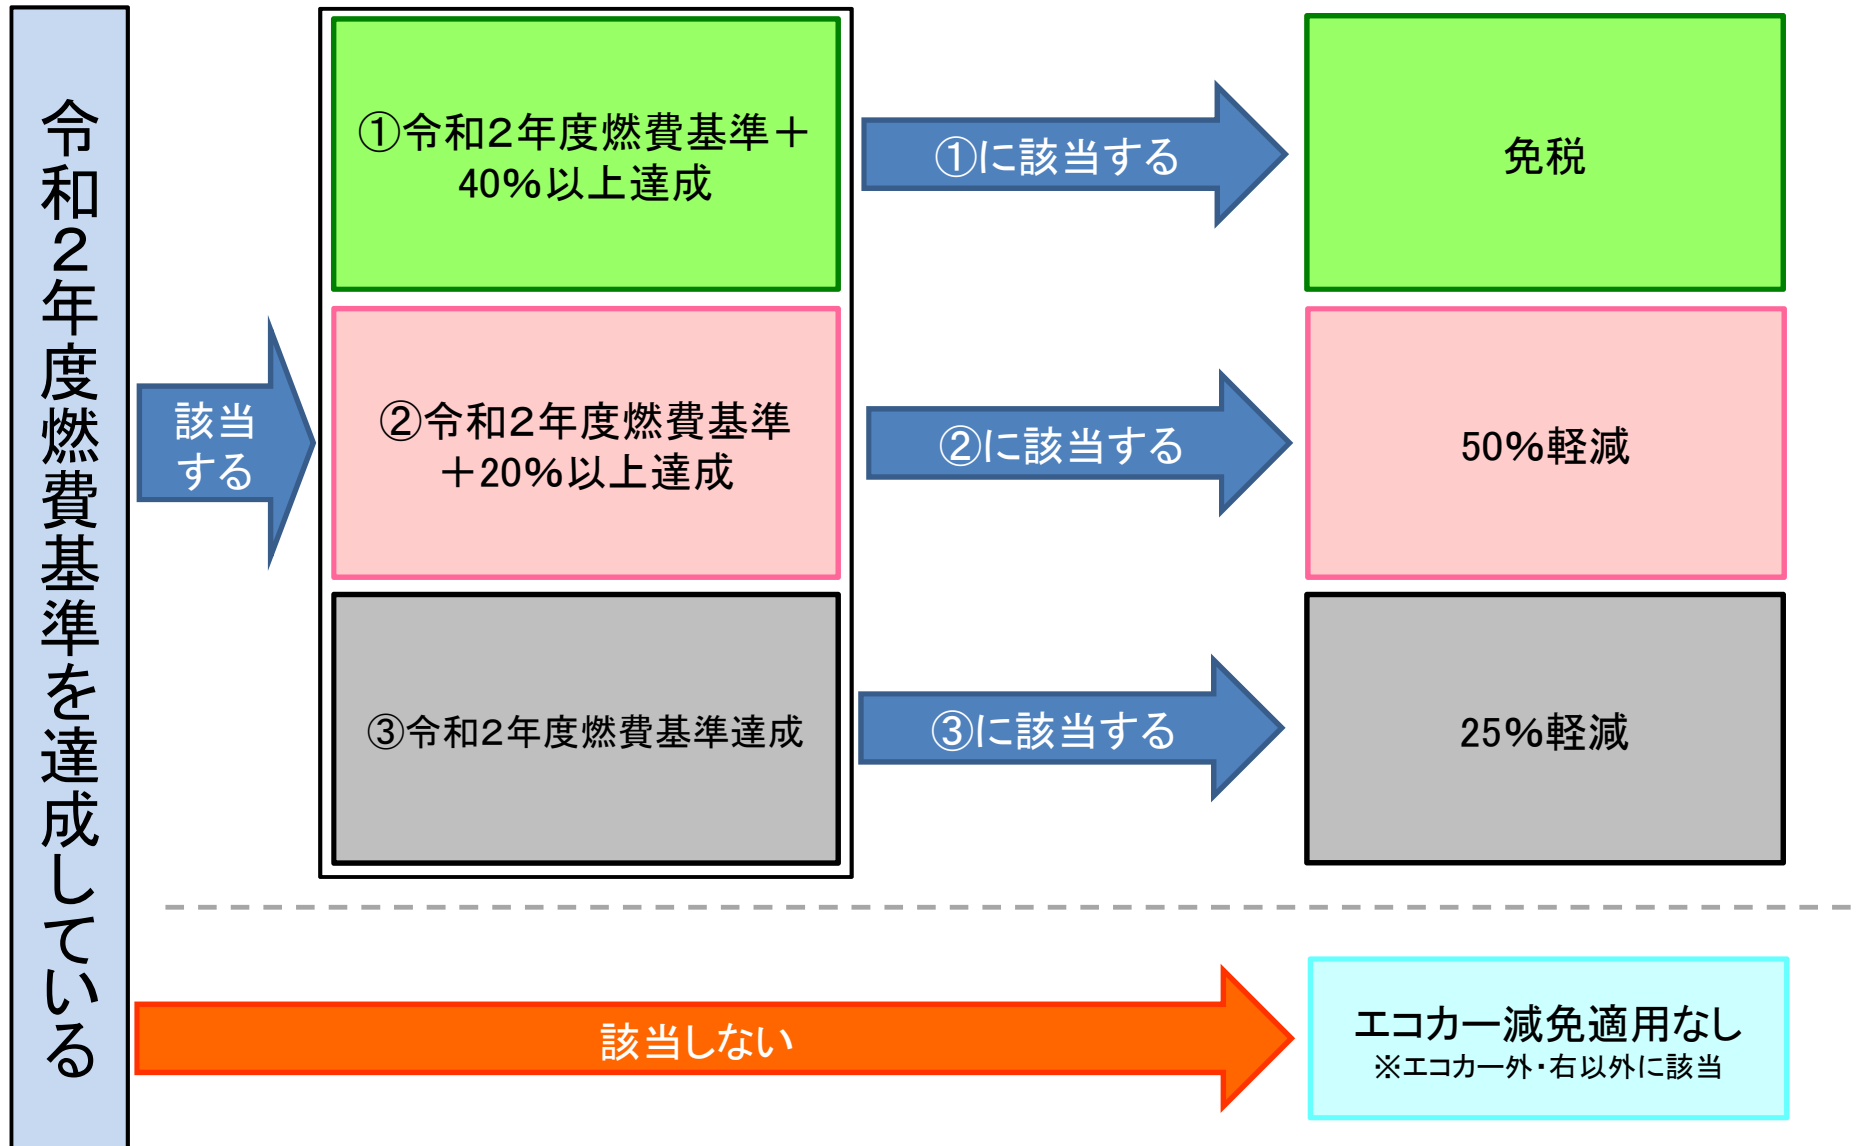 令和２年度燃費基準を達成している
該当
する
①令和２年度燃費基準＋
40％以上達成
①に該当する
免税
②令和２年度燃費基準
＋20％以上達成
②に該当する
50％軽減
③令和２年度燃費基準達成
③に該当する
25％軽減
該当しない
エコカー減免適用なし
※エコカー外・右以外に該当